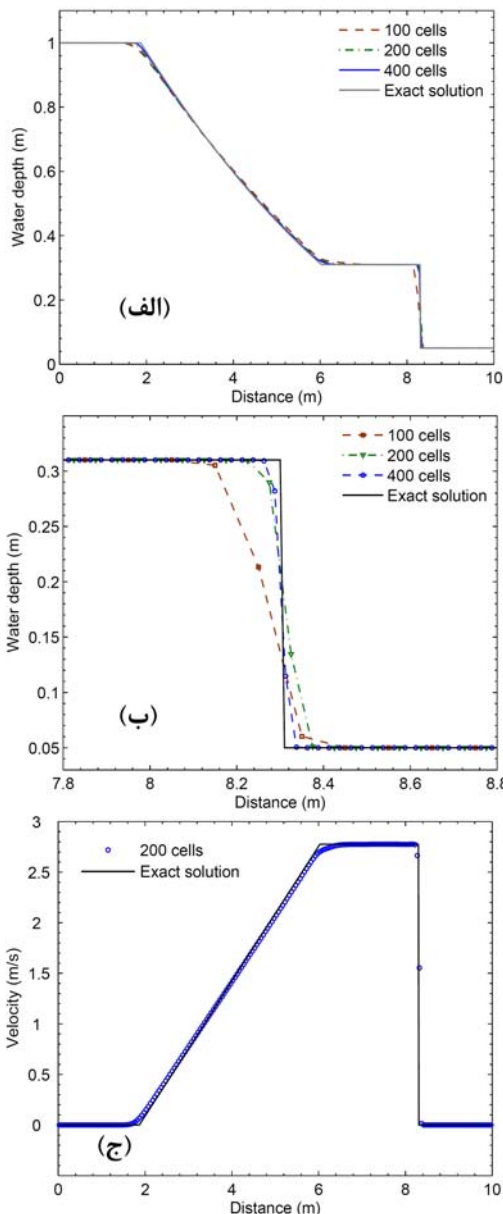 1
0.8
0.6
0.4
0.2
0
Water depth (m)
100 cells
200 cells
400 cells
Exact solution
(الف)
0 2 4 6 8 10
Distance (m)
0.3
0.25
0.2
0.15
0.1
0.05
Water depth (m)
100 cells
200 cells
400 cells
Exact solution
(ب)
7.8 8 8.2 8.4 8.6 8.8
Distance (m)
3
2.5
2
1.5
1
0.5
0
Velocity (m/s)
200 cells
Exact solution
(ج)
0 2 4 6 8 10
Distance (m)